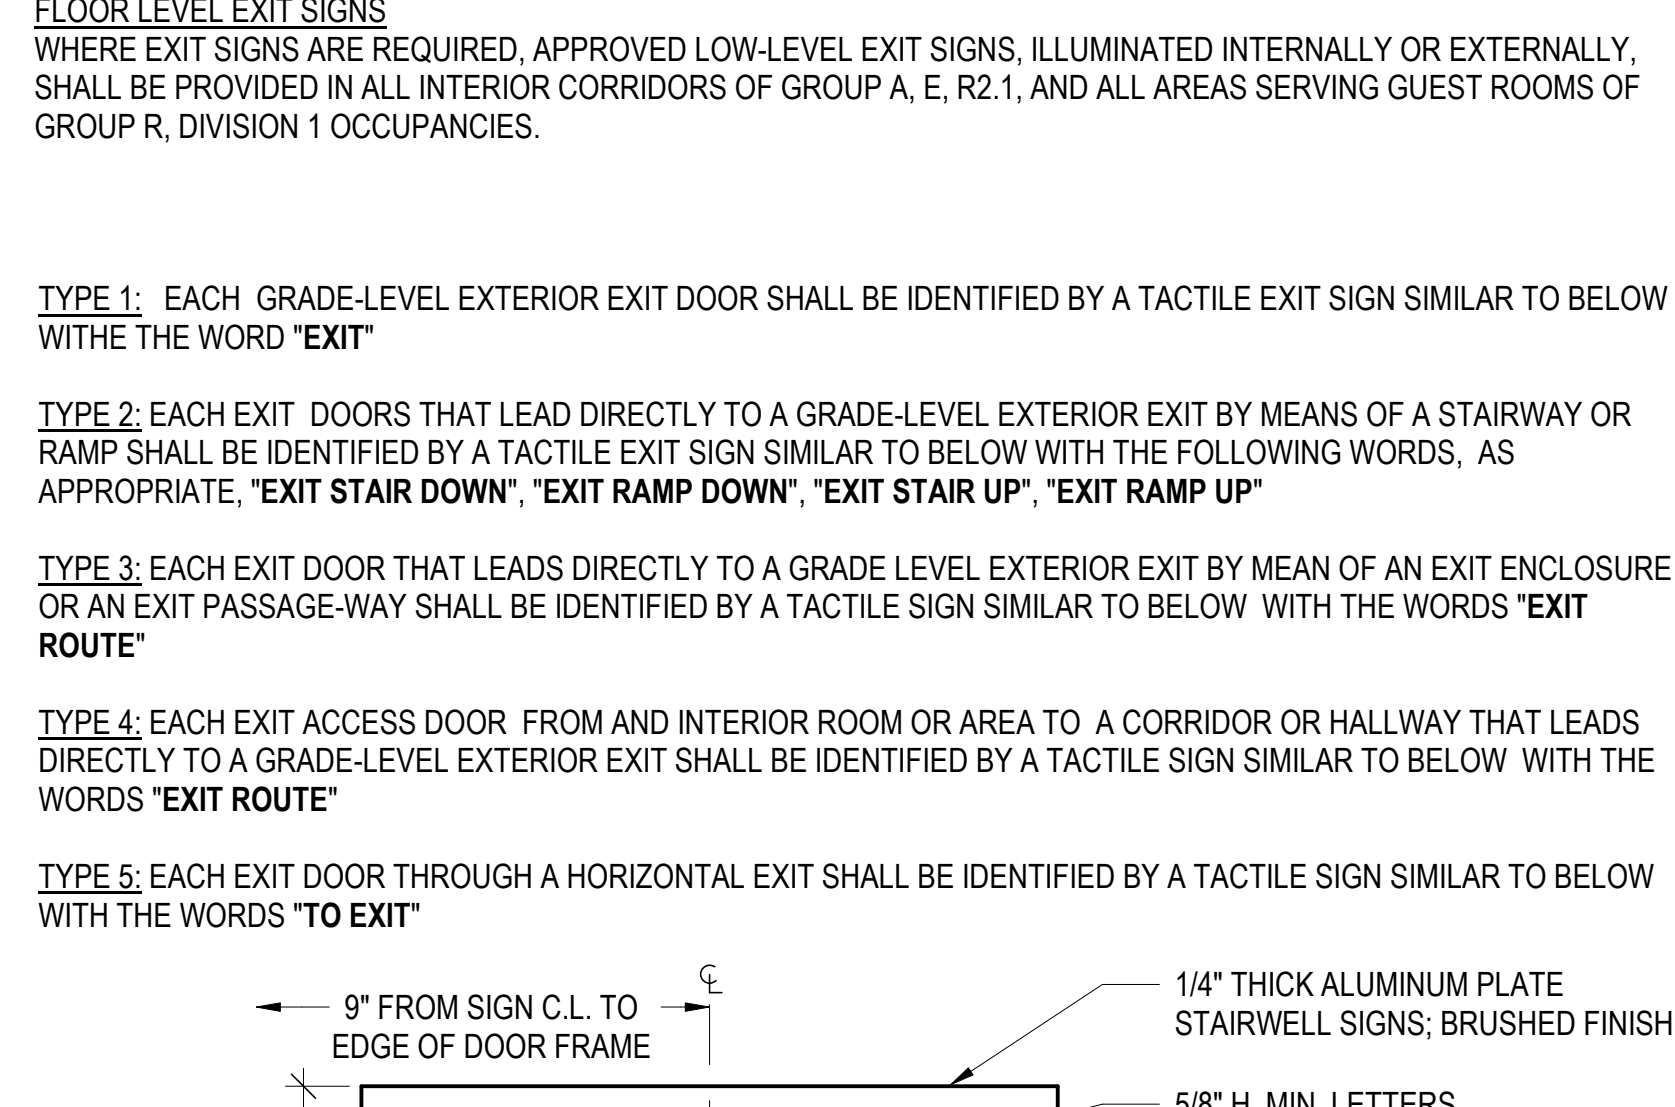 FLOOR LEVEL EXIT SIGNS
WHERE EXIT SIGNS ARE REQUIRED, APPROVED LOW-LEVEL EXIT SIGNS, ILLUMINATED INTERNALLY OR EXTERNALLY,
SHALL BE PROVIDED IN ALL INTERIOR CORRIDORS OF GROUP A, E, R2.1, AND ALL AREAS SERVING GUEST ROOMS OF
GROUP R, DIVISION 1 OCCUPANCIES.
TYPE 1: EACH GRADE-LEVEL EXTERIOR EXIT DOOR SHALL BE IDENTIFIED BY A TACTILE EXIT SIGN SIMILAR TO BELOW
WITHE THE WORD "EXIT"
TYPE 2: EACH EXIT DOORS THAT LEAD DIRECTLY TO A GRADE-LEVEL EXTERIOR EXIT BY MEANS OF A STAIRWAY OR
RAMP SHALL BE IDENTIFIED BY A TACTILE EXIT SIGN SIMILAR TO BELOW WITH THE FOLLOWING WORDS, AS
APPROPRIATE, "EXIT STAIR DOWN", "EXIT RAMP DOWN", "EXIT STAIR UP", "EXIT RAMP UP"
TYPE 3: EACH EXIT DOOR THAT LEADS DIRECTLY TO A GRADE LEVEL EXTERIOR EXIT BY MEAN OF AN EXIT ENCLOSURE
OR AN EXIT PASSAGE-WAY SHALL BE IDENTIFIED BY A TACTILE SIGN SIMILAR TO BELOW WITH THE WORDS "EXIT
ROUTE"
TYPE 4: EACH EXIT ACCESS DOOR FROM AND INTERIOR ROOM OR AREA TO A CORRIDOR OR HALLWAY THAT LEADS
DIRECTLY TO A GRADE-LEVEL EXTERIOR EXIT SHALL BE IDENTIFIED BY A TACTILE SIGN SIMILAR TO BELOW WITH THE
WORDS "EXIT ROUTE"
TYPE 5: EACH EXIT DOOR THROUGH A HORIZONTAL EXIT SHALL BE IDENTIFIED BY A TACTILE SIGN SIMILAR TO BELOW
WITH THE WORDS "TO EXIT"
℄
9" FROM SIGN C.L. TO
EDGE OF DOOR FRAME
1/4" THICK ALUMINUM PLATE
STAIRWELL SIGNS; BRUSHED FINISH
5/8" H. MIN. LETTERS